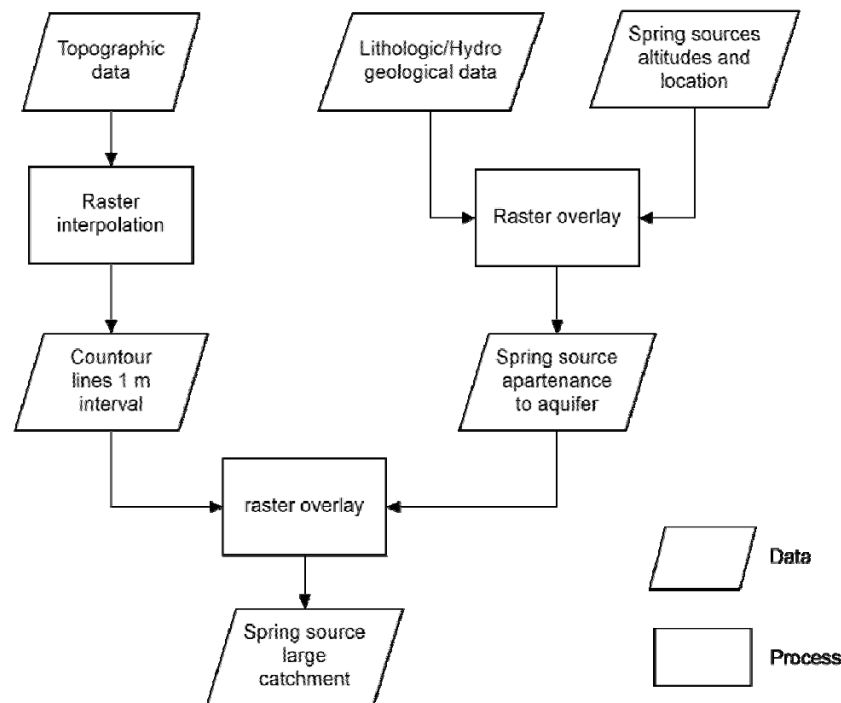 Topographic
data
Lithologic/Hydro
geological data
Spring sources
altitudes and
location
Raster
interpolation
Raster overlay
Countour
lines 1 m
interval
Spring source
apartenance
to aquifer
raster overlay
Data
Spring source
large
catchment
Process